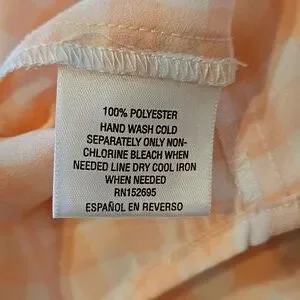 100% POLYESTER
HAND WASH COLD
SEPARATELY ONLY NON-
CHLORINE BLEACH WHEN
NEEDED LINE DRY COOL IRON
WHEN NEEDED
RN152695
ESPAÑOL EN REVERSO